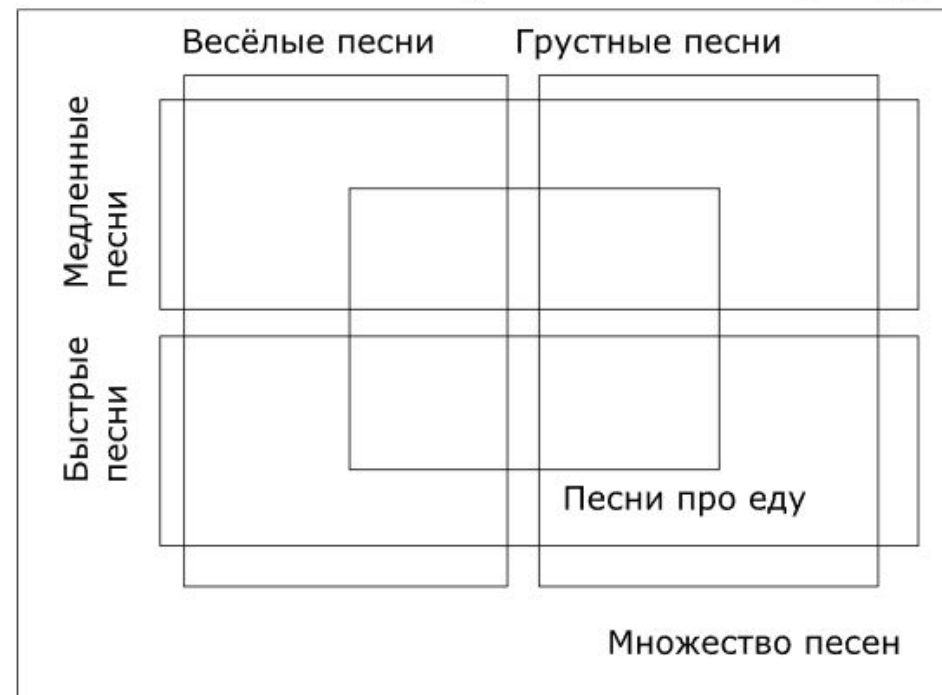 Весёлые песни
Грустные песни
Медленные
песни
Быстрые
песни
Песни про еду
Множество песен